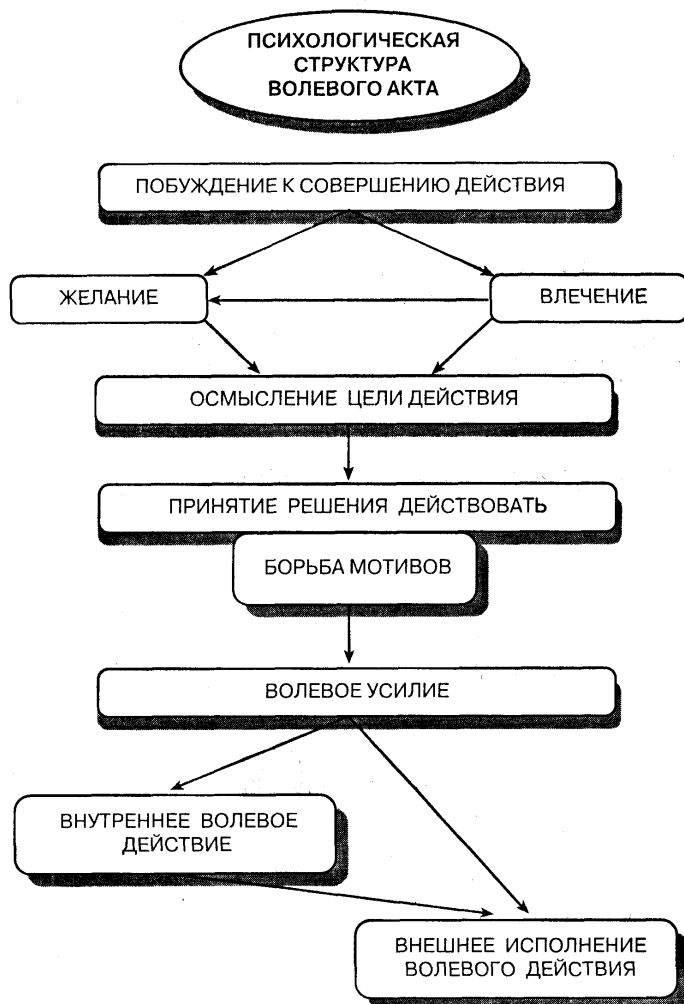 ПСИХОЛОГИЧЕСКАЯ
СТРУКТУРА
ВОЛЕВОГО АКТА
ПОБУЖДЕНИЕ К СОВЕРШЕНИЮ ДЕЙСТВИЯ
ЖЕЛАНИЕ
ВЛЕЧЕНИЕ
ОСМЫСЛЕНИЕ ЦЕЛИ ДЕЙСТВИЯ
ПРИНЯТИЕ РЕШЕНИЯ ДЕЙСТВОВАТЬ
БОРЬБА МОТИВОВ
ВОЛЕВОЕ УСИЛИЕ
ВНУТРЕННЕЕ ВОЛЕВОЕ
ДЕЙСТВИЕ
ВНЕШНЕЕ ИСПОЛНЕНИЕ
ВОЛЕВОГО ДЕЙСТВИЯ